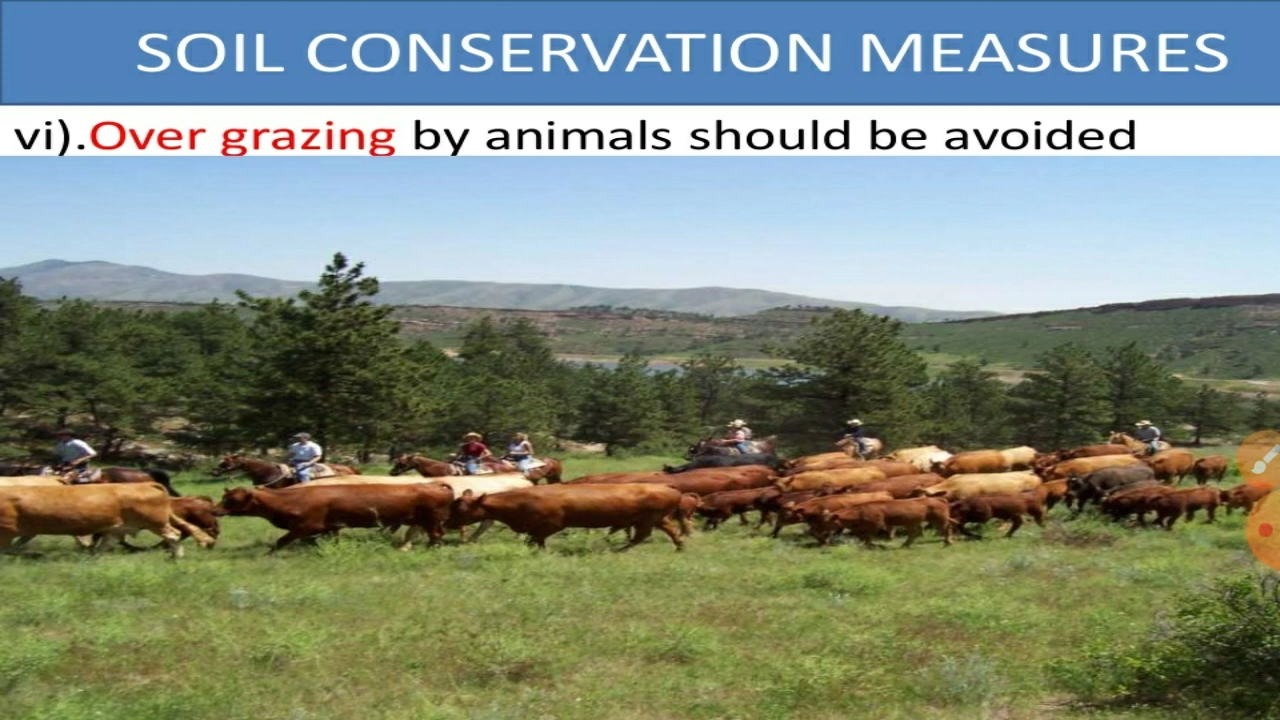 SOIL CONSERVATION MEASURES
vi).Over grazing by animals should be avoided